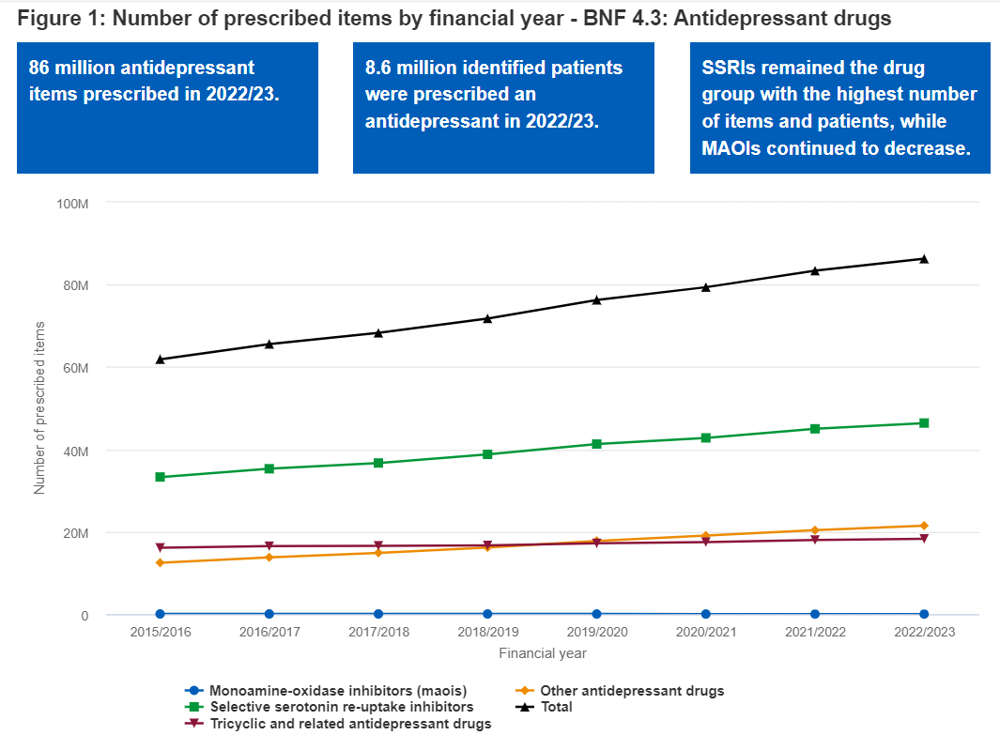 Figure 1: Number of prescribed items by financial year - BNF 4.3: Antidepressant drugs
86 million antidepressant
items prescribed in 2022/23.
8.6 million identified patients
were prescribed an
antidepressant in 2022/23.
SSRIs remained the drug
group with the highest number
of items and patients, while
MAOIs continued to decrease.
Number of prescribed items
100M
80M
60M
40M
20M
0
2015/2016
2016/2017
2017/2018
2018/2019
2019/2020
2020/2021
2021/2022
2022/2023
Financial year
Monoamine-oxidase inhibitors (maois)
Selective serotonin re-uptake inhibitors
Tricyclic and related antidepressant drugs
Other antidepressant drugs
Total